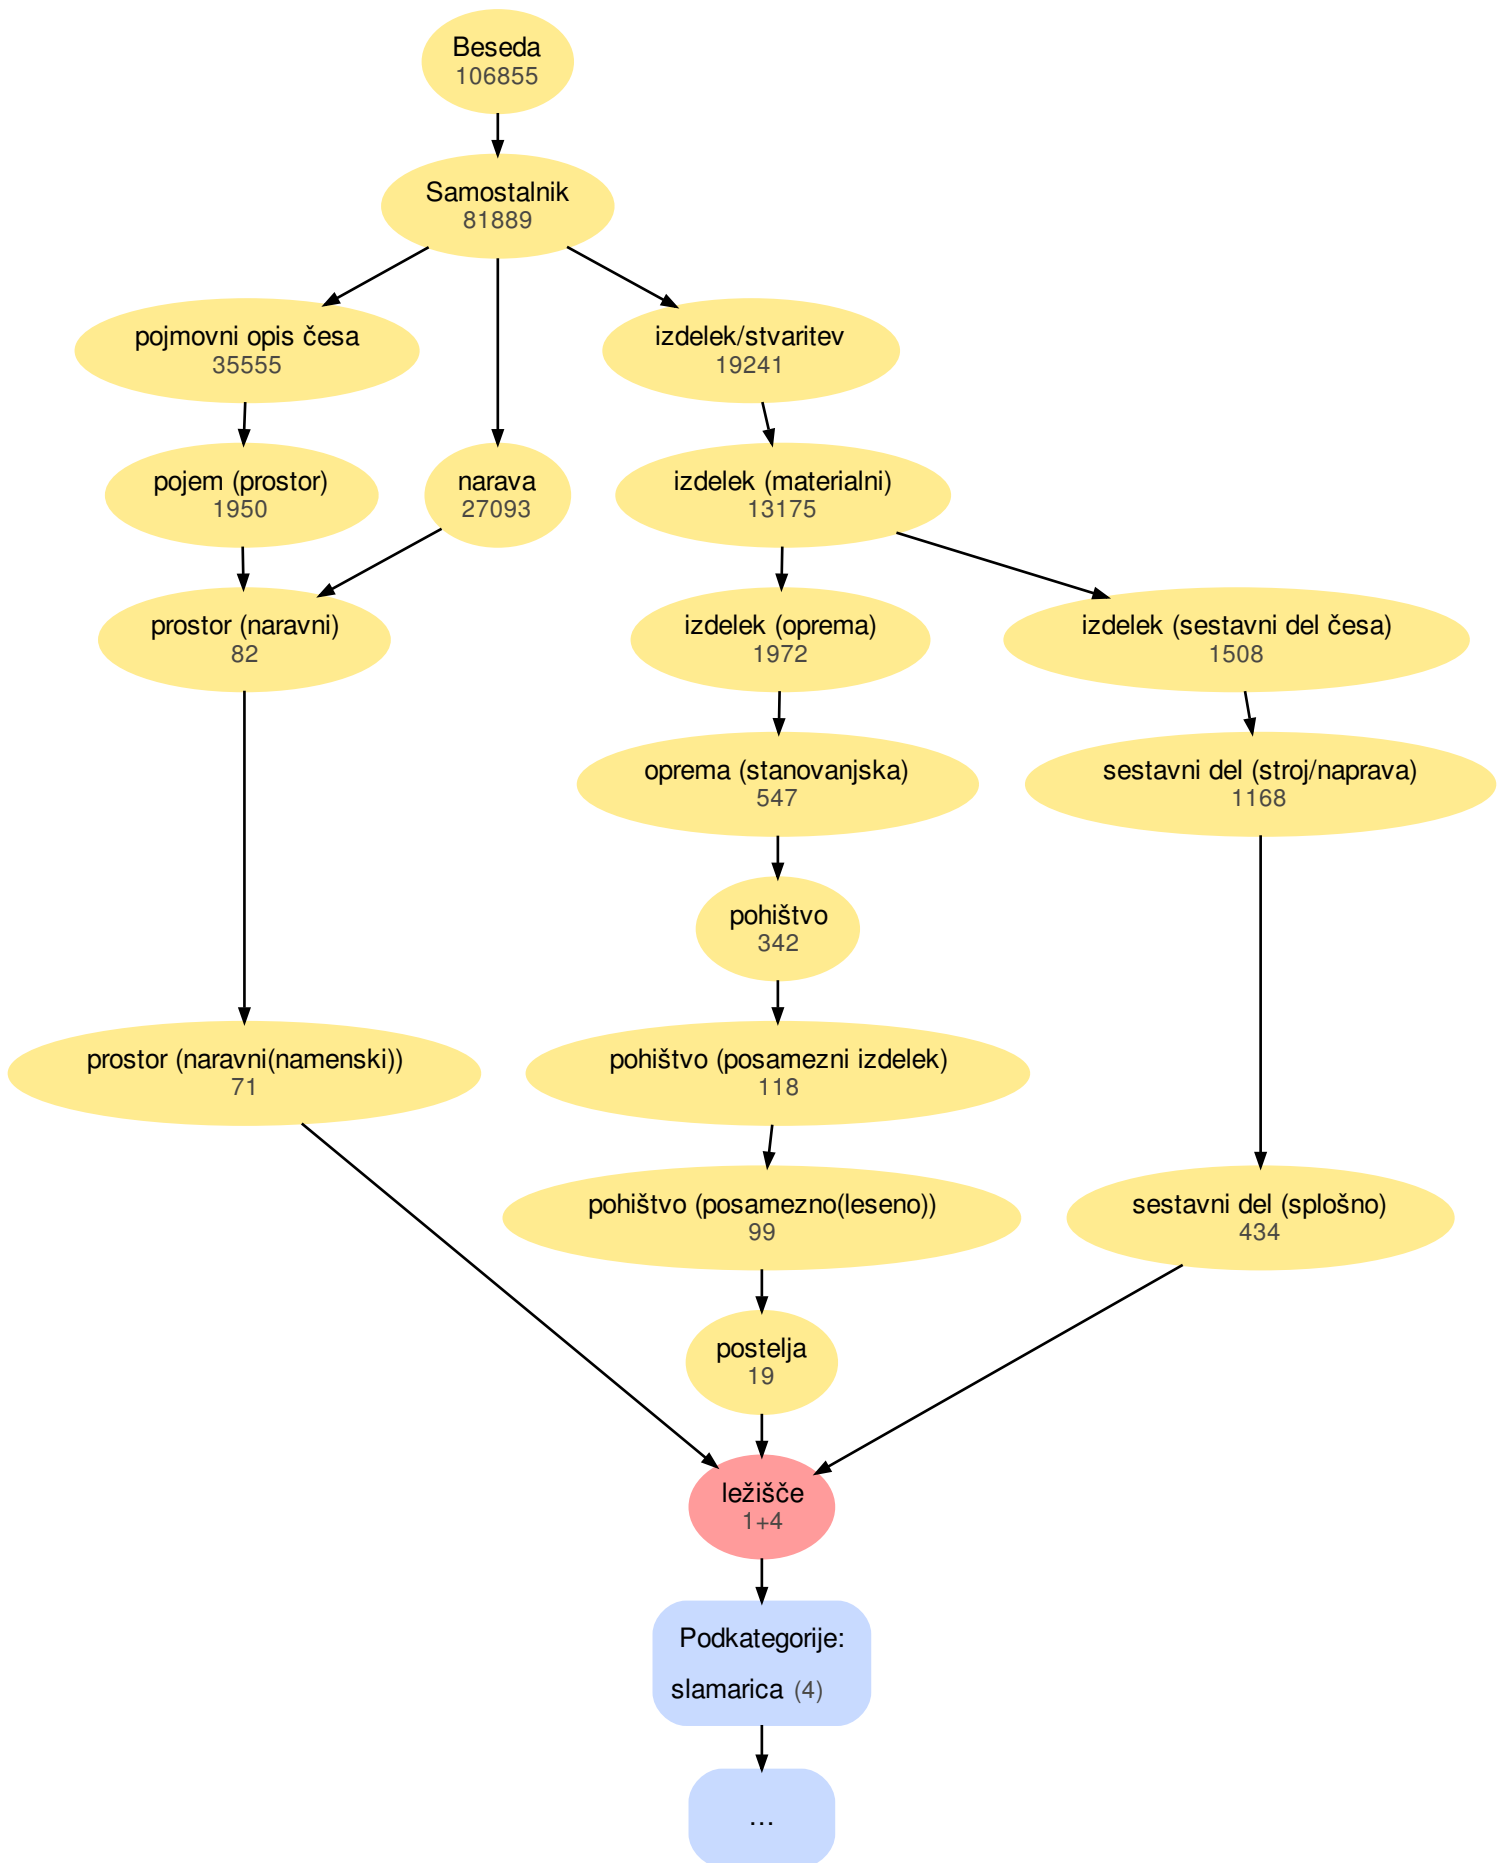 Beseda
106855
Samostalnik
81889
pojmovni opis česa
35555
izdelek/stvaritev
19241
pojem (prostor)
1950
narava
27093
izdelek (materialni)
13175
prostor (naravni)
82
izdelek (oprema)
1972
izdelek (sestavni del česa)
1508
oprema (stanovanjska)
547
sestavni del (stroj/naprava)
1168
pohištvo
342
prostor (naravni(namenski))
71
pohištvo (posamezni izdelek)
118
pohištvo (posamezno(leseno))
99
sestavni del (splošno)
434
postelja
19
ležišče
1+4
Podkategorije:
slamarica (4)
...